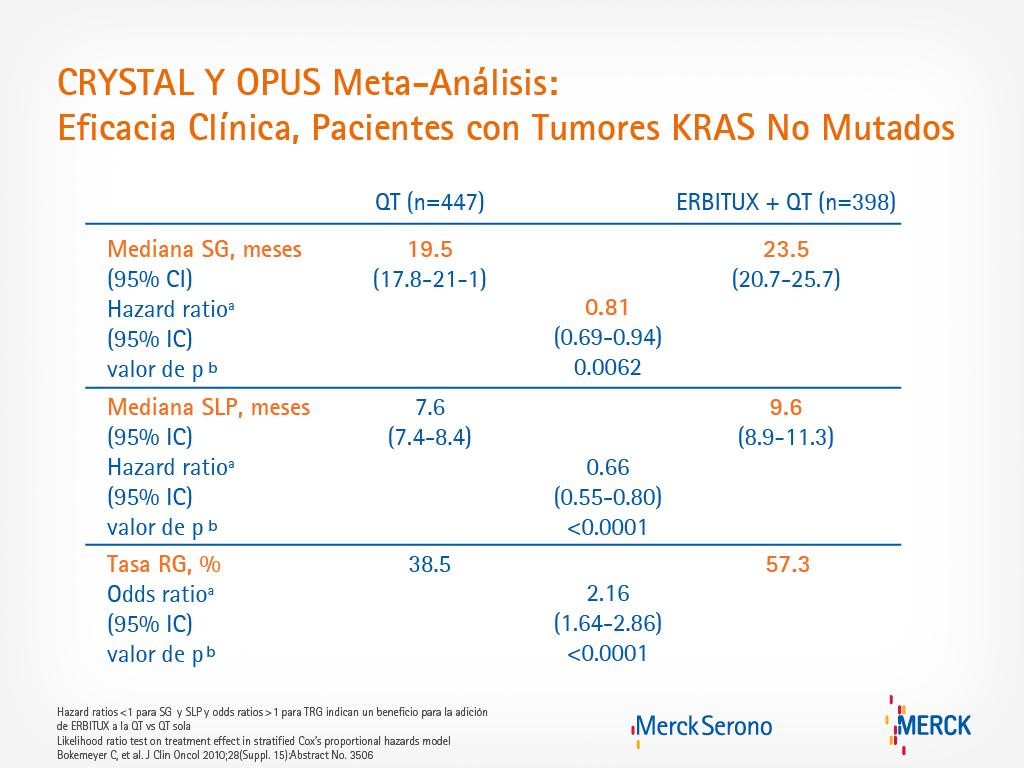 CRYSTAL Y OPUS Meta-Análisis:
Eficacia Clínica, Pacientes con Tumores KRAS No Mutados
QT (n=447) ERBITUX + QT (n=398)
Mediana SG, meses 19.5 23.5
(95% CI) (17.8-21-1) (20.7-25.7)
Hazard ratioª 0.81
(95% IC) (0.69-0.94)
valor de p b 0.0062
Mediana SLP, meses 7.6 9.6
(95% IC) (7.4-8.4) (8.9-11.3)
Hazard ratioª 0.66
(95% IC) (0.55-0.80)
valor de p b <0.0001
Tasa RG, % 38.5 57.3
Odds ratioª 2.16
(95% IC) (1.64-2.86)
valor de p b <0.0001
Hazard ratios <1 para SG y SLP y odds ratios >1 para TRG indican un beneficio para la adición
de ERBITUX a la QT vs QT sola
Likelihood ratio test on treatment effect in stratified Cox's proportional hazards model
Bokemeyer C, et al. J Clin Oncol 2010;28(Suppl. 15):Abstract No. 3506
Merck Serono
MERCK